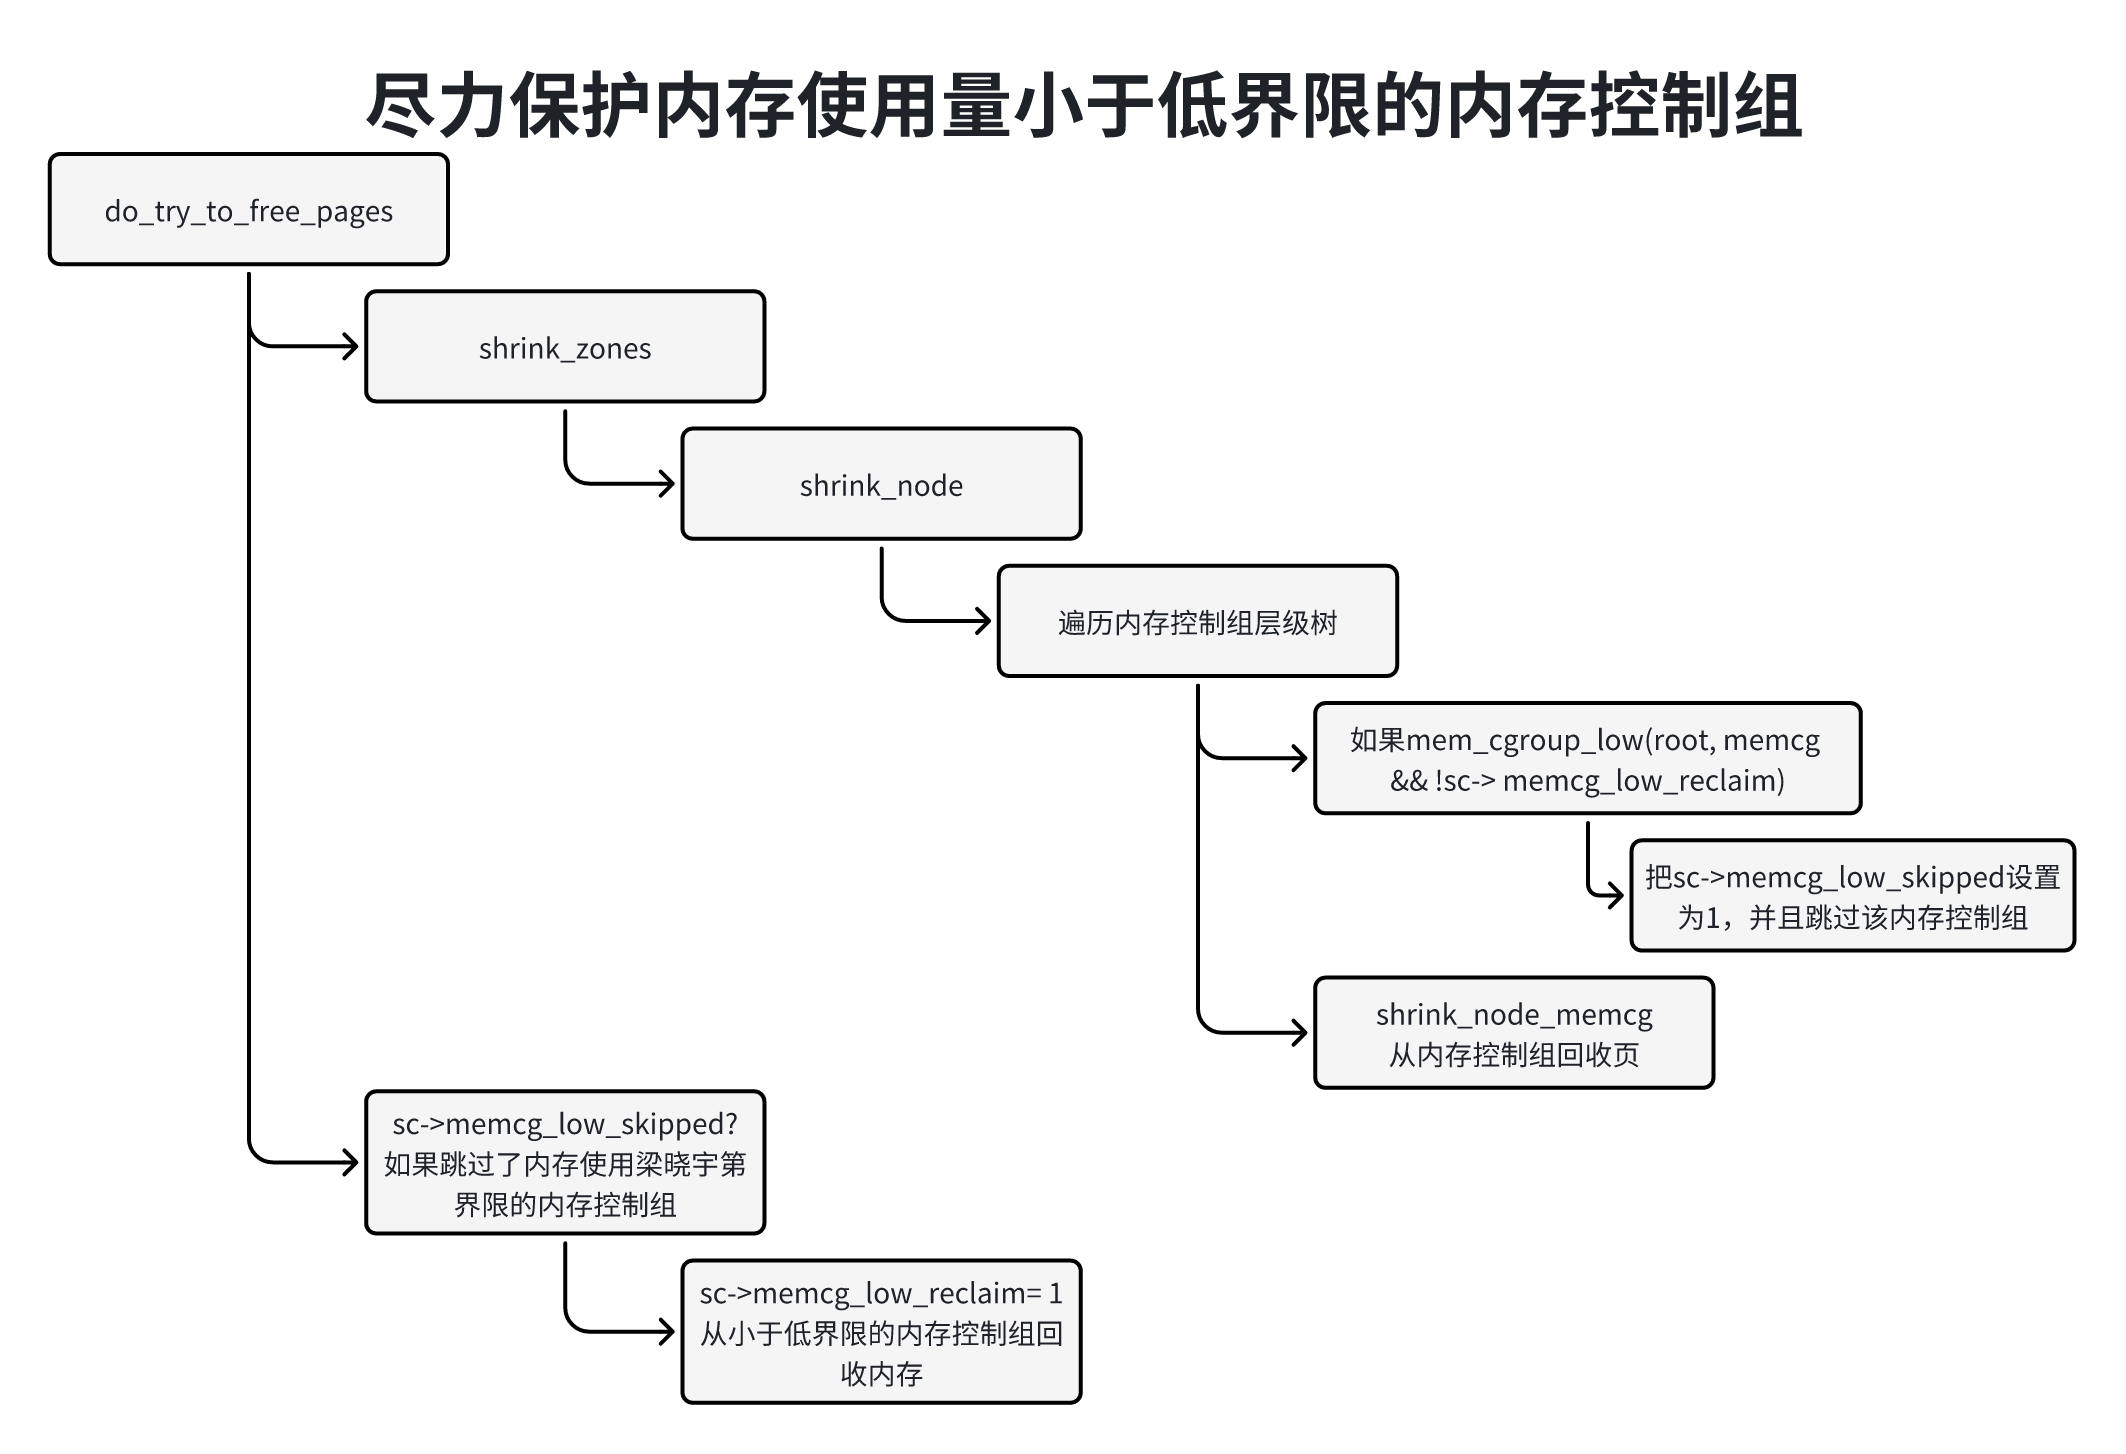 尽力保护内存使用量小于低界限的内存控制组
do_try_to_free_pages
shrink_zones
shrink_node
遍历内存控制组层级树
如果mem_cgroup_low(root, memcg
&& !sc-> memcg_low_reclaim)
把sc->memcg_low_skipped设置
为1，并且跳过该内存控制组
shrink_node_memcg
从内存控制组回收页
sc->memcg_low_skipped?
如果跳过了内存使用梁晓宇第
界限的内存控制组
sc->memcg_low_reclaim= 1
从小于低界限的内存控制组回
收内存